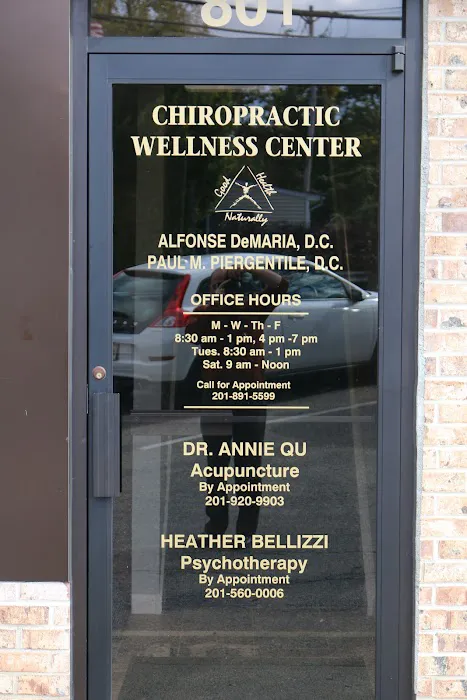 801
CHIROPRACTIC
WELLNESS CENTER
Good Health
Naturally
ALFONSE DeMARIA, D.C.
PAUL M. PIERGENTILE, D.C.
OFFICE HOURS
M - W - Th - F
8:30 am - 1 pm, 4 pm -7 pm
Tues. 8:30 am - 1 pm
Sat. 9 am - Noon
Call for Appointment
201-891-5599
DR. ANNIE QU
Acupuncture
By Appointment
201-920-9903
HEATHER BELLIZZI
Psychotherapy
By Appointment
201-560-0006